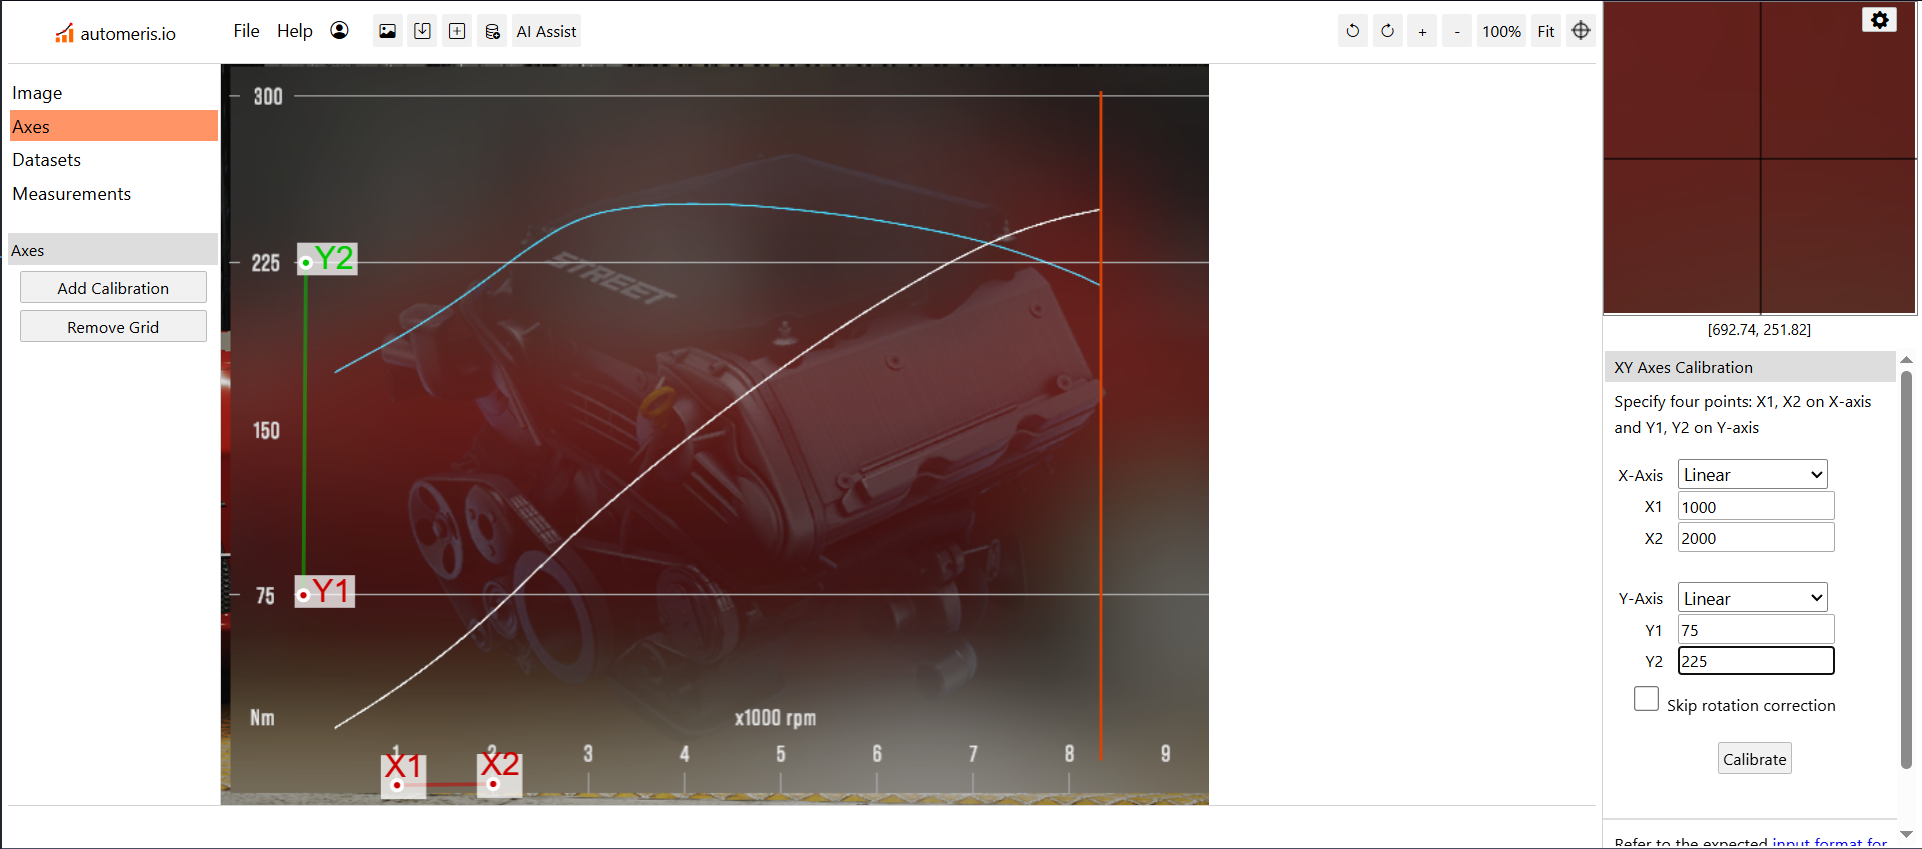 automeris.io
File Help AI Assist
+ - 100% Fit
Image
Axes
Datasets
Measurements
Axes
Add Calibration
Remove Grid
300
225
150
75
Y2
Y1
STREET
Nm
x1000 rpm
1 2 3 4 5 6 7 8 9
X1 X2
[692.74, 251.82]
XY Axes Calibration
Specify four points: X1, X2 on X-axis
and Y1, Y2 on Y-axis
X-Axis Linear
X1 1000
X2 2000
Y-Axis Linear
Y1 75
Y2 225
Skip rotation correction
Calibrate
Refer to the expected input format for